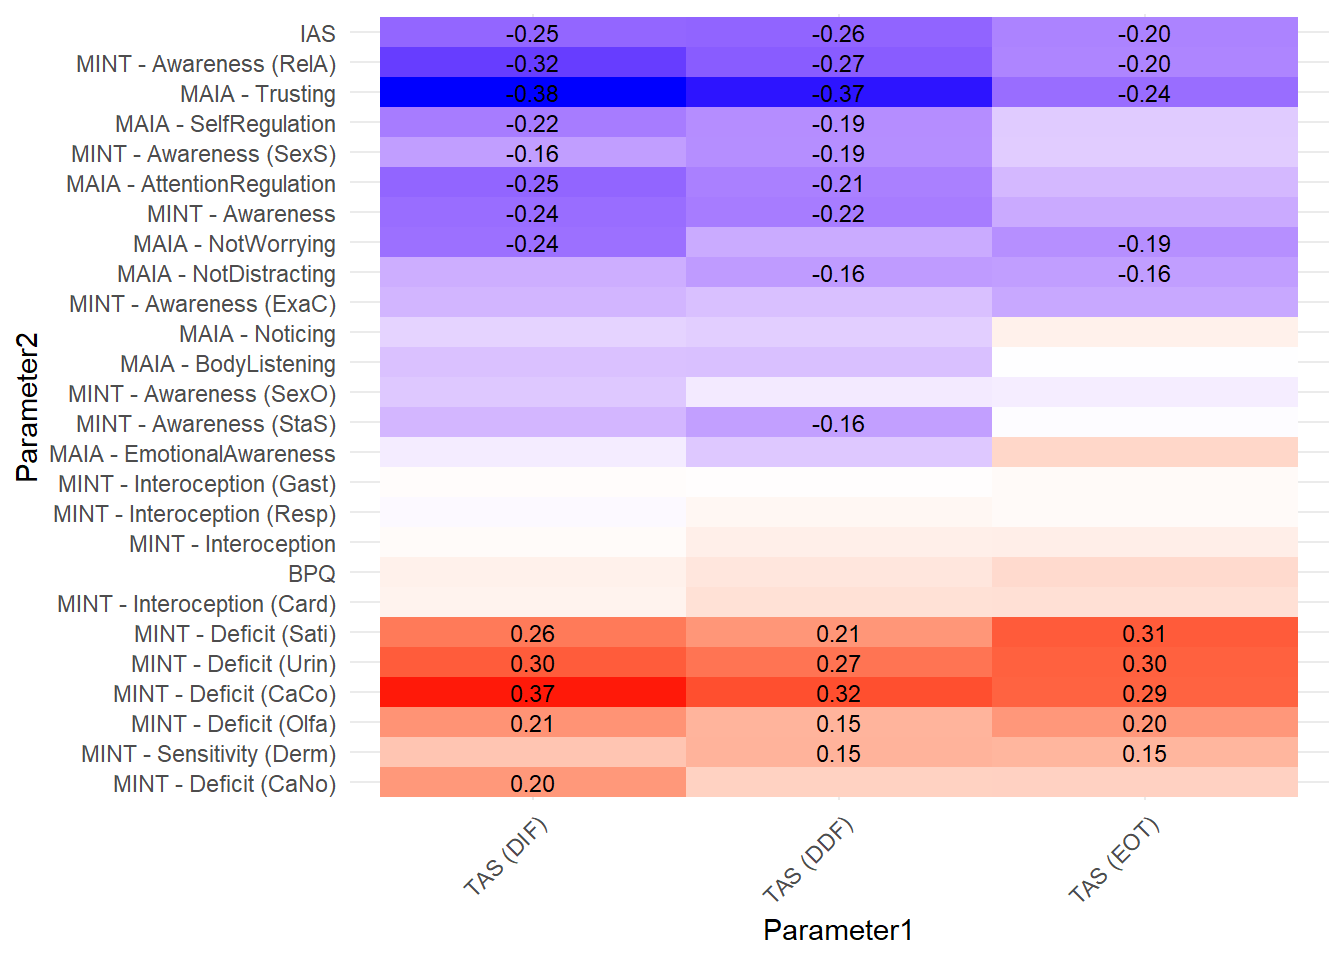 IAS -0.25 -0.26 -0.20
MINT - Awareness (RelA) -0.32 -0.27 -0.20
MAIA - Trusting -0.38 -0.37 -0.24
MAIA - SelfRegulation -0.22 -0.19
MINT - Awareness (SexS) -0.16 -0.19
MAIA - AttentionRegulation -0.25 -0.21
MINT - Awareness -0.24 -0.22
MAIA - NotWorrying -0.24 -0.19
MAIA - NotDistracting -0.16 -0.16
MINT - Awareness (ExaC)
MAIA - Noticing
MAIA - BodyListening
MINT - Awareness (SexO)
MINT - Awareness (StaS) -0.16
MAIA - EmotionalAwareness
MINT - Interoception (Gast)
MINT - Interoception (Resp)
MINT - Interoception
BPQ
MINT - Interoception (Card)
MINT - Deficit (Sati) 0.26 0.21 0.31
MINT - Deficit (Urin) 0.30 0.27 0.30
MINT - Deficit (CaCo) 0.37 0.32 0.29
MINT - Deficit (Olfa) 0.21 0.15 0.20
MINT - Sensitivity (Derm) 0.15 0.15
MINT - Deficit (CaNo) 0.20
Parameter2
TAS (DIF) TAS (DDF) TAS (EOT)
Parameter1